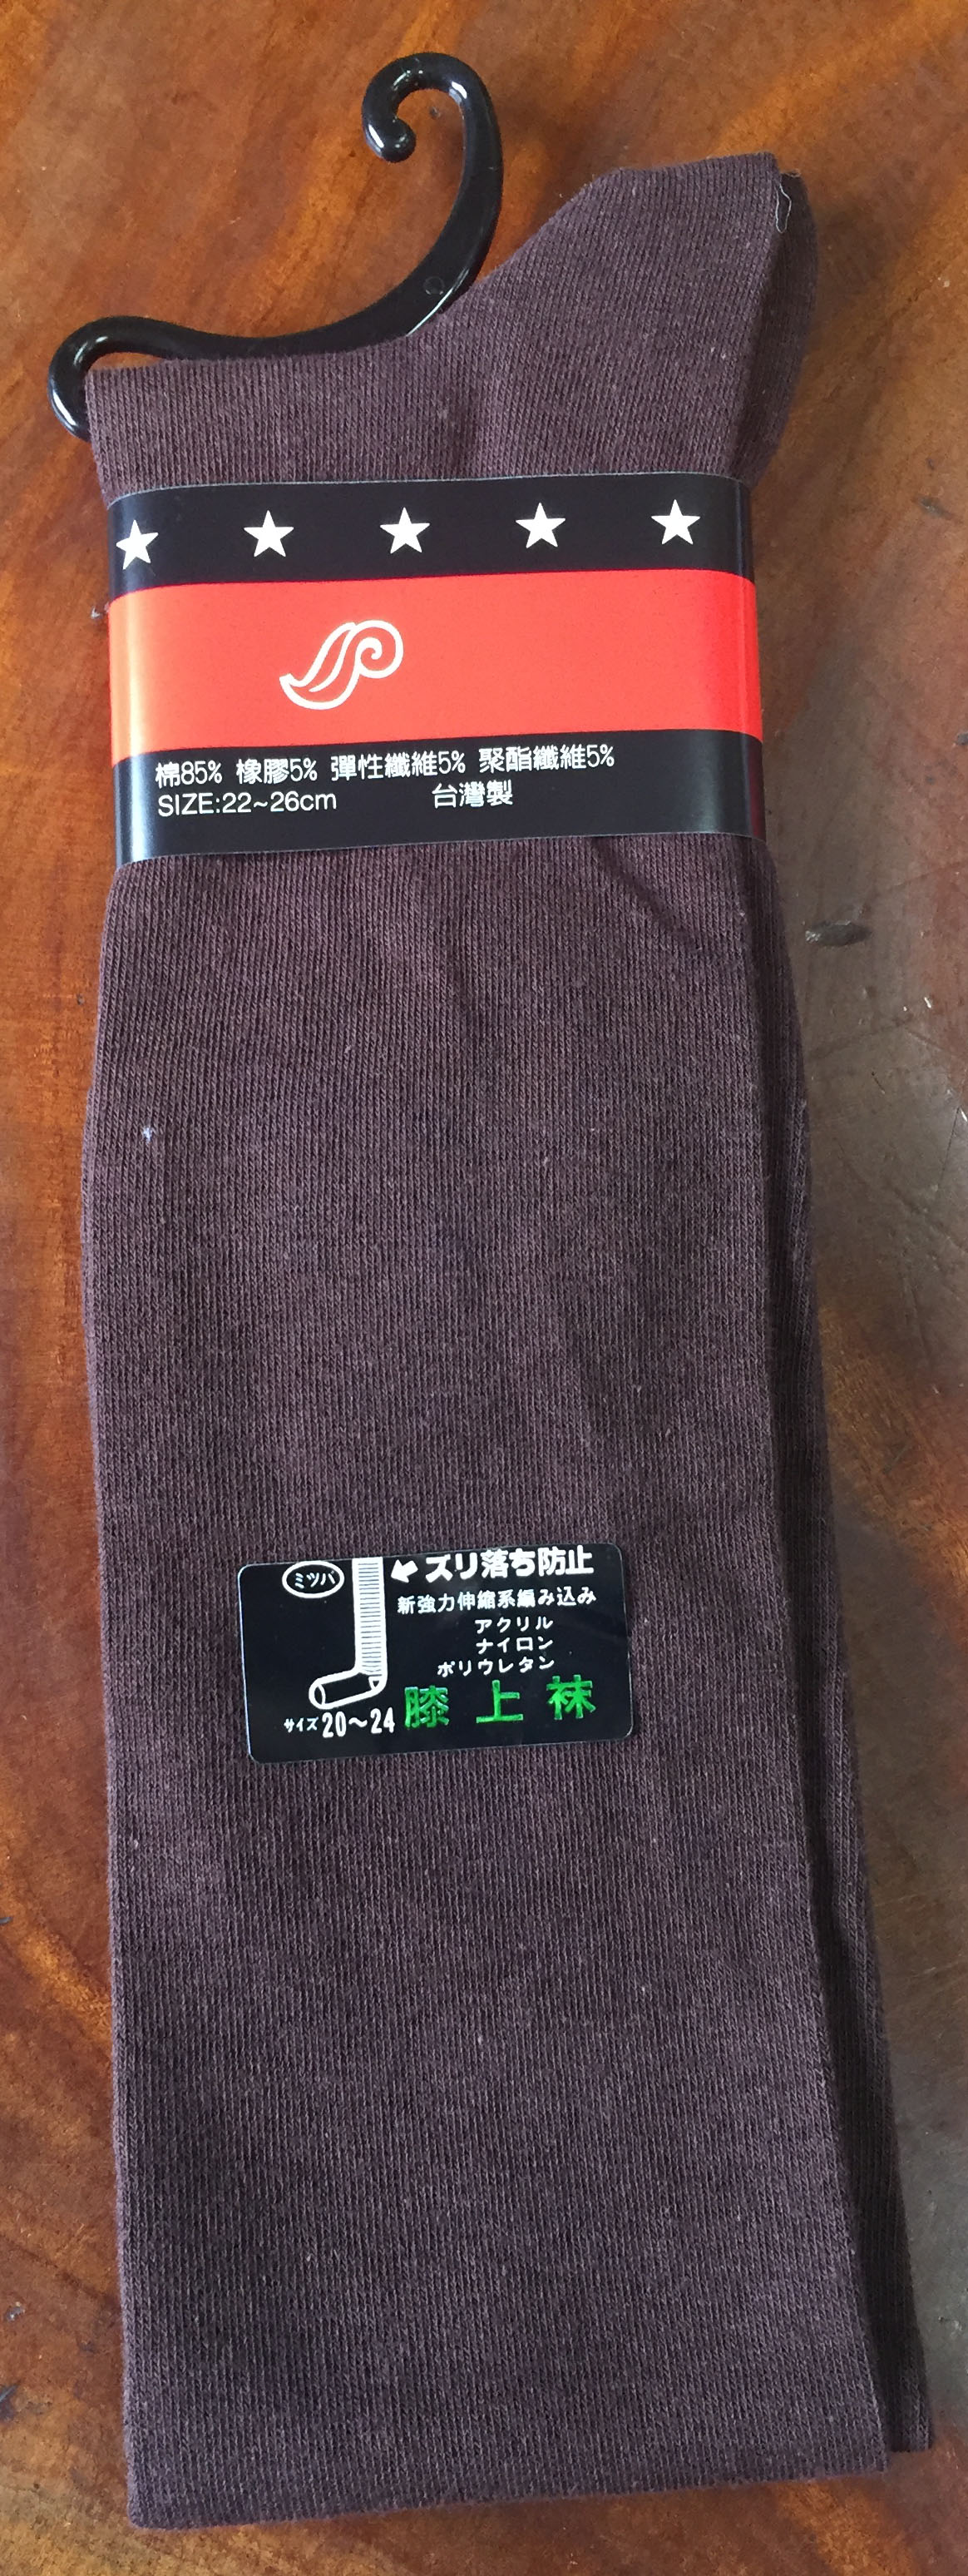 棉85% 橡膠5% 彈性纖維5% 聚酯纖維5%
SIZE:22~26cm 台灣製
ミツバ
ズリ落ち防止
新強力伸縮系編み込み
アクリル
ナイロン
ポリウレタン
サイズ 20～24 膝上袜